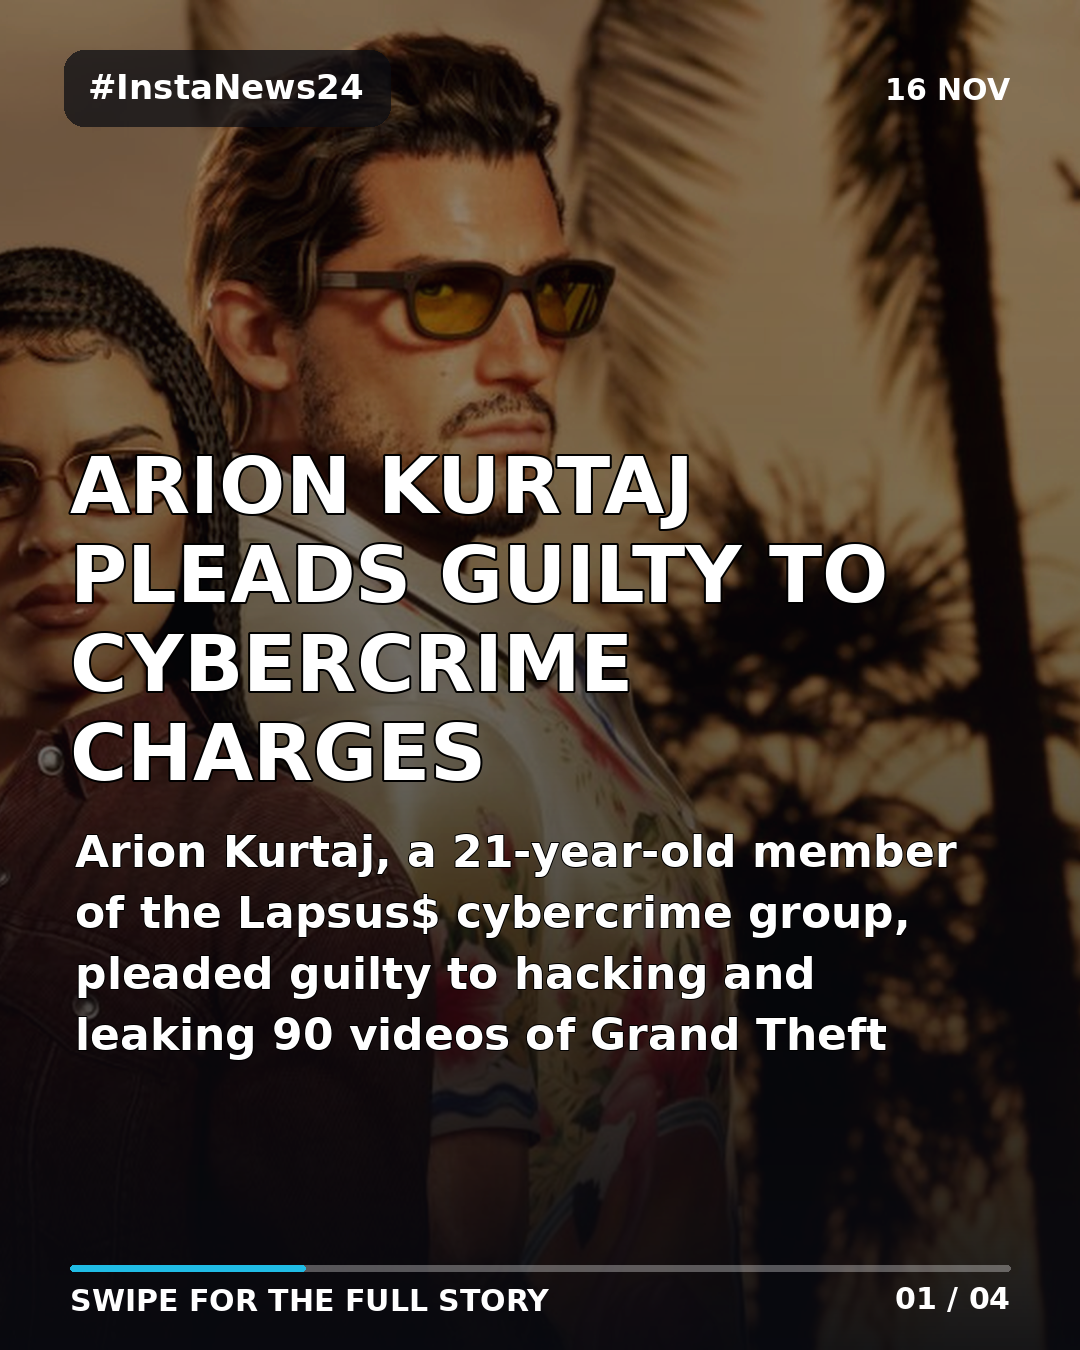 #InstaNews24
16 NOV
ARION KURTAJ
PLEADS GUILTY TO
CYBERCRIME
CHARGES
Arion Kurtaj, a 21-year-old member
of the Lapsus$ cybercrime group,
pleaded guilty to hacking and
leaking 90 videos of Grand Theft
SWIPE FOR THE FULL STORY
01 / 04